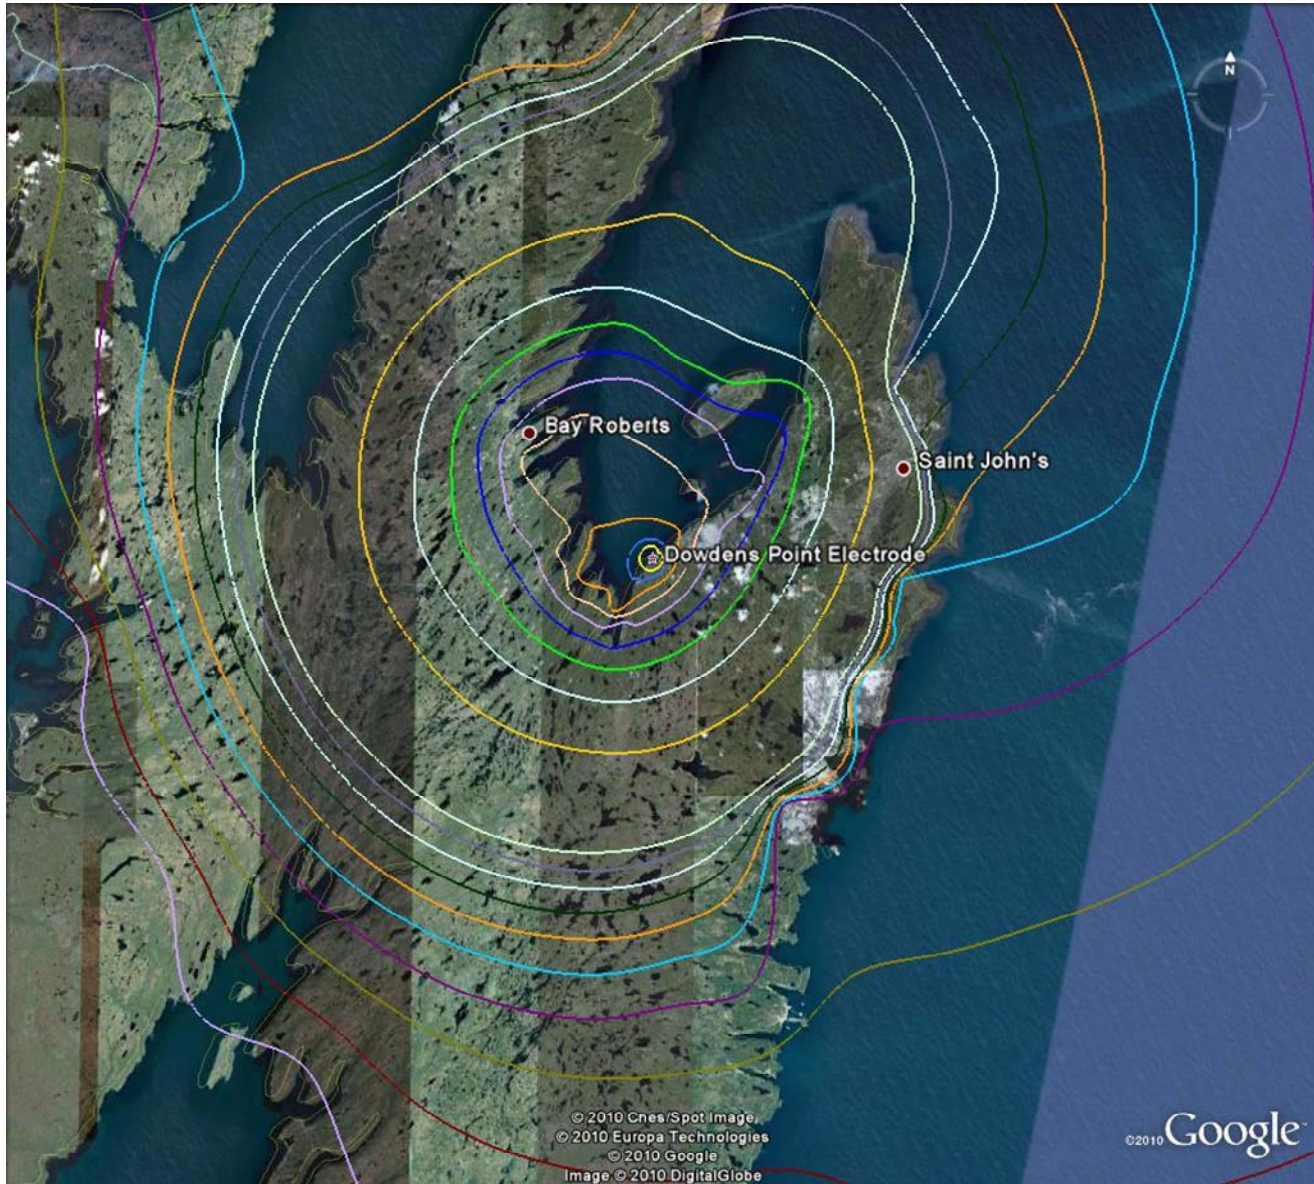 N
Bay Roberts
Saint John's
Dowdens Point Electrode
© 2010 Cnes/Spot Image
© 2010 Europa Technologies
© 2010 Google
Image © 2010 DigitalGlobe
©2010 Google